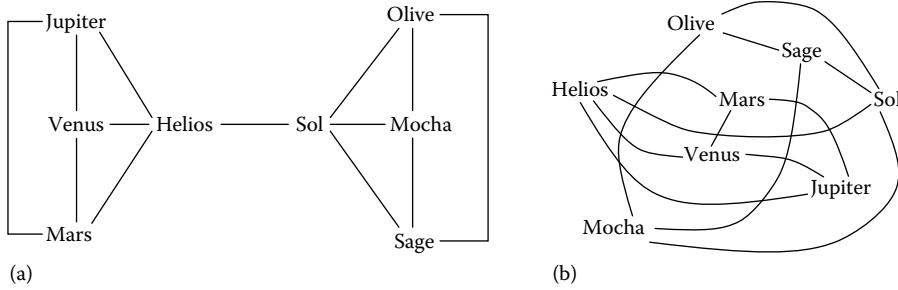 Jupiter
Venus
Helios
Mars
Sol
Olive
Mocha
Sage
(a)
Olive
Sage
Helios
Mars
Sol
Venus
Jupiter
Mocha
(b)